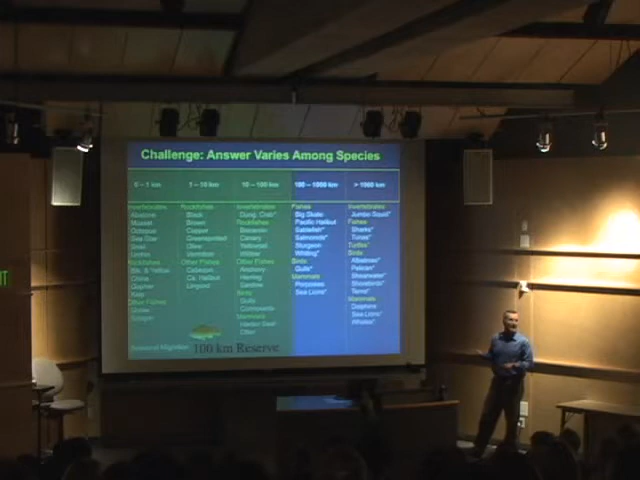 Challenge: Answer Varies Among Species
0 – 1 km
1 – 10 km
10 – 100 km
100 – 1000 km
> 1000 km
Invertebrates
Abalone
Mussel
Octopus
Sea Star
Snail
Urchin
Rockfishes
Blk. & Yellow
China
Gopher
Kelp
Other Fishes
Rockfishes
Black
Brown
Copper
Greenspotted
Olive
Vermilion
Other Fishes
Cabezon
Ca. Halibut
Lingcod
Invertebrates
Dung. Crab*
Rockfishes
Bocaccio
Canary
Yellowtail
Widow
Other Fishes
Anchovy
Herring
Sardine
Birds
Gulls
Cormorants
Mammals
Harbor Seal
Otter
Fishes
Big Skate
Pacific Halibut
Sablefish*
Salmonids*
Sturgeon
Whiting*
Birds
Gulls*
Mammals
Porpoises
Sea Lions*
Invertebrates
Jumbo Squid*
Fishes
Sharks*
Tunas*
Turtles*
Birds
Albatross*
Pelican*
Shearwater*
Shorebirds*
Terns*
Mammals
Dolphins
Sea Lions*
Whales*
Seasonal Migration
100 km Reserve